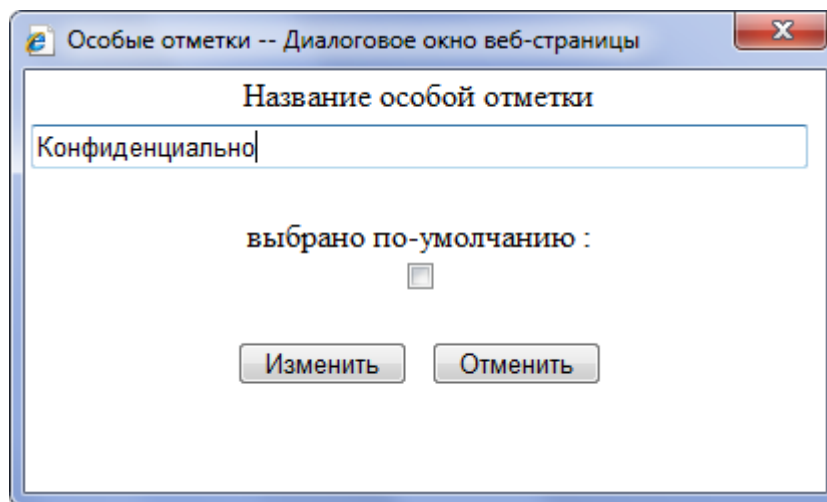 Особые отметки -- Диалоговое окно веб-страницы
Название особой отметки
Конфиденциально
выбрано по-умолчанию :
Изменить Отменить